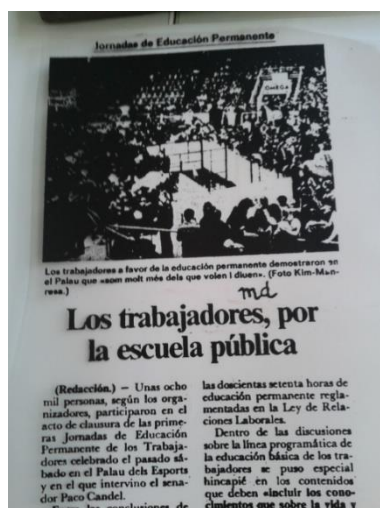 Jornadas de Educación Permanente
OMEGA
Los trabajadores a favor de la educación permanente demostraron en
el Palau que «som molt més dels que volen i diuen». (Foto Kim-Man-
resa.)
md
Los trabajadores, por
la escuela pública
(Redacción.) — Unas ocho
mil personas, según los orga-
nizadores, participaron en el
acto de clausura de las prime-
ras Jornadas de Educación
Permanente de los Trabaja-
dores celebrado el pasado sá-
bado en el Palau dels Esports
y en el que intervino el sena-
dor Paco Candel.
conclusiones de
las doscientas setenta horas de
educación permanente regla-
mentadas en la Ley de Rela-
ciones Laborales.
Dentro de las discusiones
sobre la línea programática de
la educación básica de los tra-
bajadores se puso especial
hincapié en los contenidos
que deben «incluir los cono-
cimientos que sobre la vida y